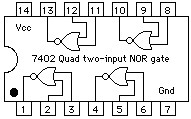 14 13 12 11 10 9 8
Vcc
7402 Quad two-input NOR gate
Gnd
1 2 3 4 5 6 7